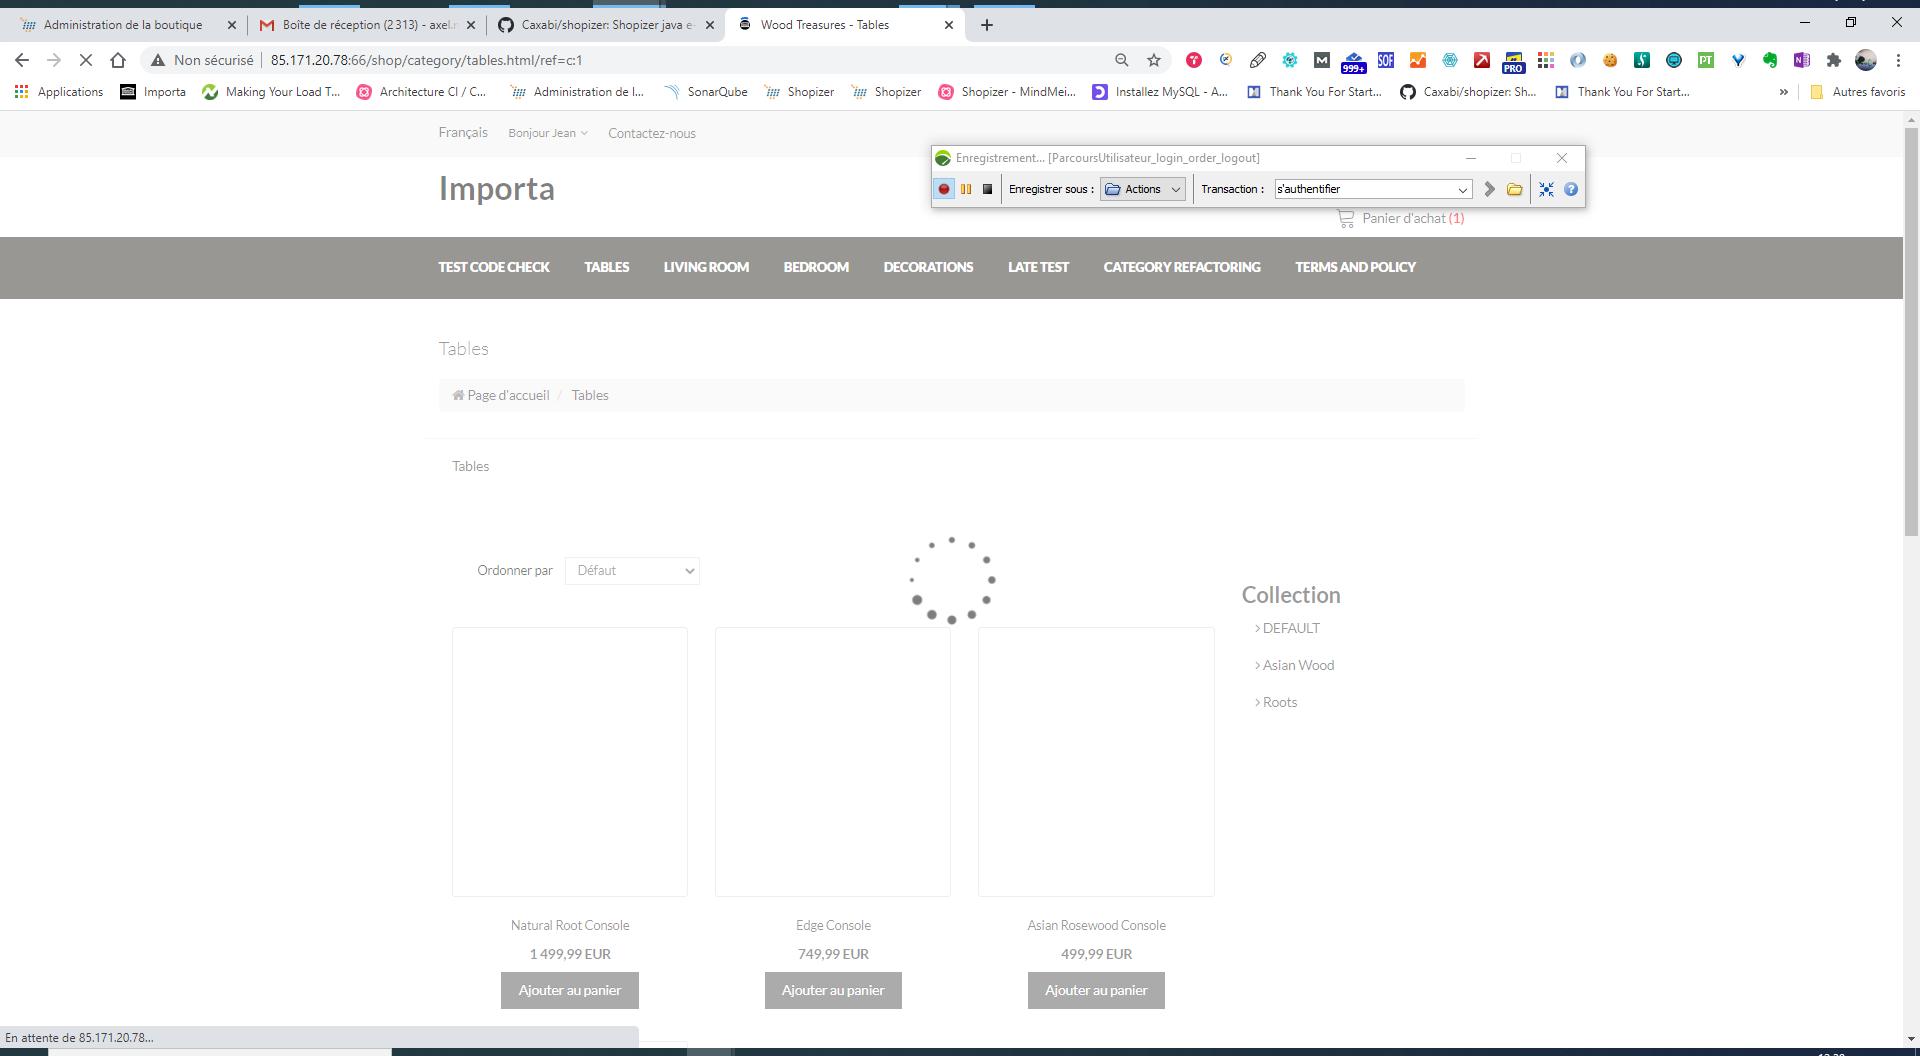 Administration de la boutique
Boîte de réception (2 313) - axel.
Caxabi/shopizer: Shopizer java e-
Wood Treasures - Tables
Non sécurisé
85.171.20.78:66/shop/category/tables.html/ref=c:1
999+
SOF
PRO
PT
Applications
Importa
Making Your Load T...
Architecture CI / C...
Administration de l...
SonarQube
Shopizer
Shopizer
Shopizer - MindMei...
Installez MySQL - A...
Thank You For Start...
Caxabi/shopizer: Sh...
Thank You For Start...
»
Autres favoris
Français
Bonjour Jean
Contactez-nous
Enregistrement... [ParcoursUtilisateur_login_order_logout]
Enregistrer sous :
Actions
Transaction :
s'authentifier
Importa
Panier d'achat (1)
TEST CODE CHECK
TABLES
LIVING ROOM
BEDROOM
DECORATIONS
LATE TEST
CATEGORY REFACTORING
TERMS AND POLICY
Tables
Page d'accueil / Tables
Tables
Ordonner par
Défaut
Collection
> DEFAULT
> Asian Wood
> Roots
Natural Root Console
1 499,99 EUR
Ajouter au panier
Edge Console
749,99 EUR
Ajouter au panier
Asian Rosewood Console
499,99 EUR
Ajouter au panier
En attente de 85.171.20.78...